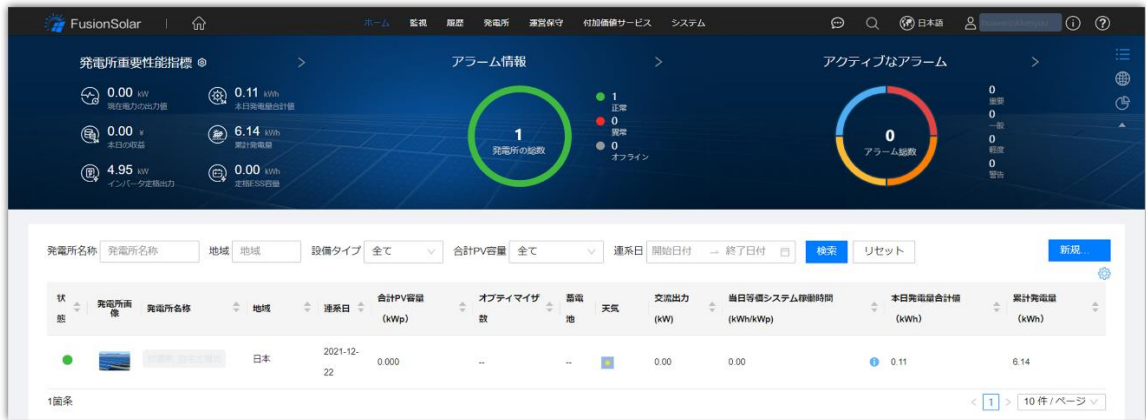 FusionSolar
ホーム 監視 履歴 発電所 運営保守 付加価値サービス システム
日本語
発電所重要性能指標
0.00 kW
現在電力の出力値
0.11 kWh
本日発電量合計値
0.00 ¥
本日の収益
6.14 kWh
累計発電量
4.95 kW
インバータ定格出力
0.00 kWh
定格ESS容量
アラーム情報
1
発電所の総数
1
正常
0
異常
0
オフライン
アクティブなアラーム
0
アラーム総数
0
重要
0
一般
0
軽度
0
警告
発電所名称 発電所名称 地域 地域 設備タイプ 全て 合計PV容量 全て 連系日 開始日付 → 終了日付 検索 リセット 新規...
状態 発電所画像 発電所名称 地域 連系日 合計PV容量 (kWp) オプティマイザ数 蓄電池 天気 交流出力 (kW) 当日等価システム稼働時間 (kWh/kWp) 本日発電量合計値 (kWh) 累計発電量 (kWh)
日本 2021-12-22 0.000 -- -- 0.00 0.00 0.11 6.14
1箇条
< 1 > 10 件 / ページ